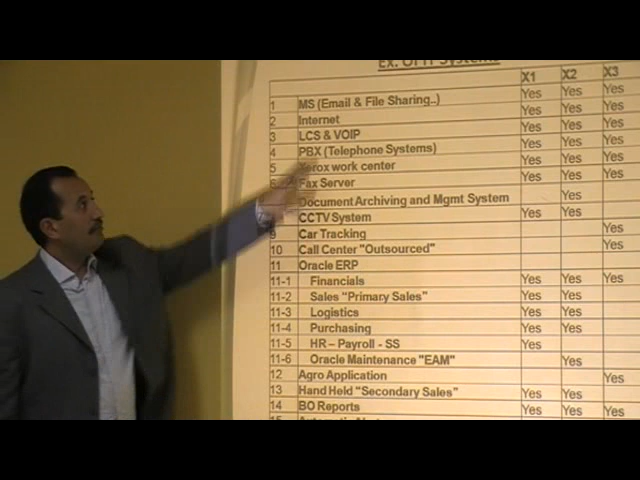 Ex. Of IT Systems
X1 X2 X3
1 MS (Email & File Sharing..) Yes Yes Yes
2 Internet Yes Yes Yes
3 LCS & VOIP Yes Yes Yes
4 PBX (Telephone Systems) Yes Yes Yes
5 Xerox work center Yes Yes Yes
6 Fax Server Yes Yes Yes
Document Archiving and Mgmt System Yes
CCTV System Yes Yes
9 Car Tracking Yes
10 Call Center "Outsourced" Yes
11 Oracle ERP
11-1 Financials Yes Yes Yes
11-2 Sales "Primary Sales" Yes Yes
11-3 Logistics Yes Yes
11-4 Purchasing Yes Yes
11-5 HR – Payroll - SS Yes
11-6 Oracle Maintenance "EAM" Yes
12 Agro Application Yes
13 Hand Held "Secondary Sales" Yes Yes
14 BO Reports Yes Yes Yes
15